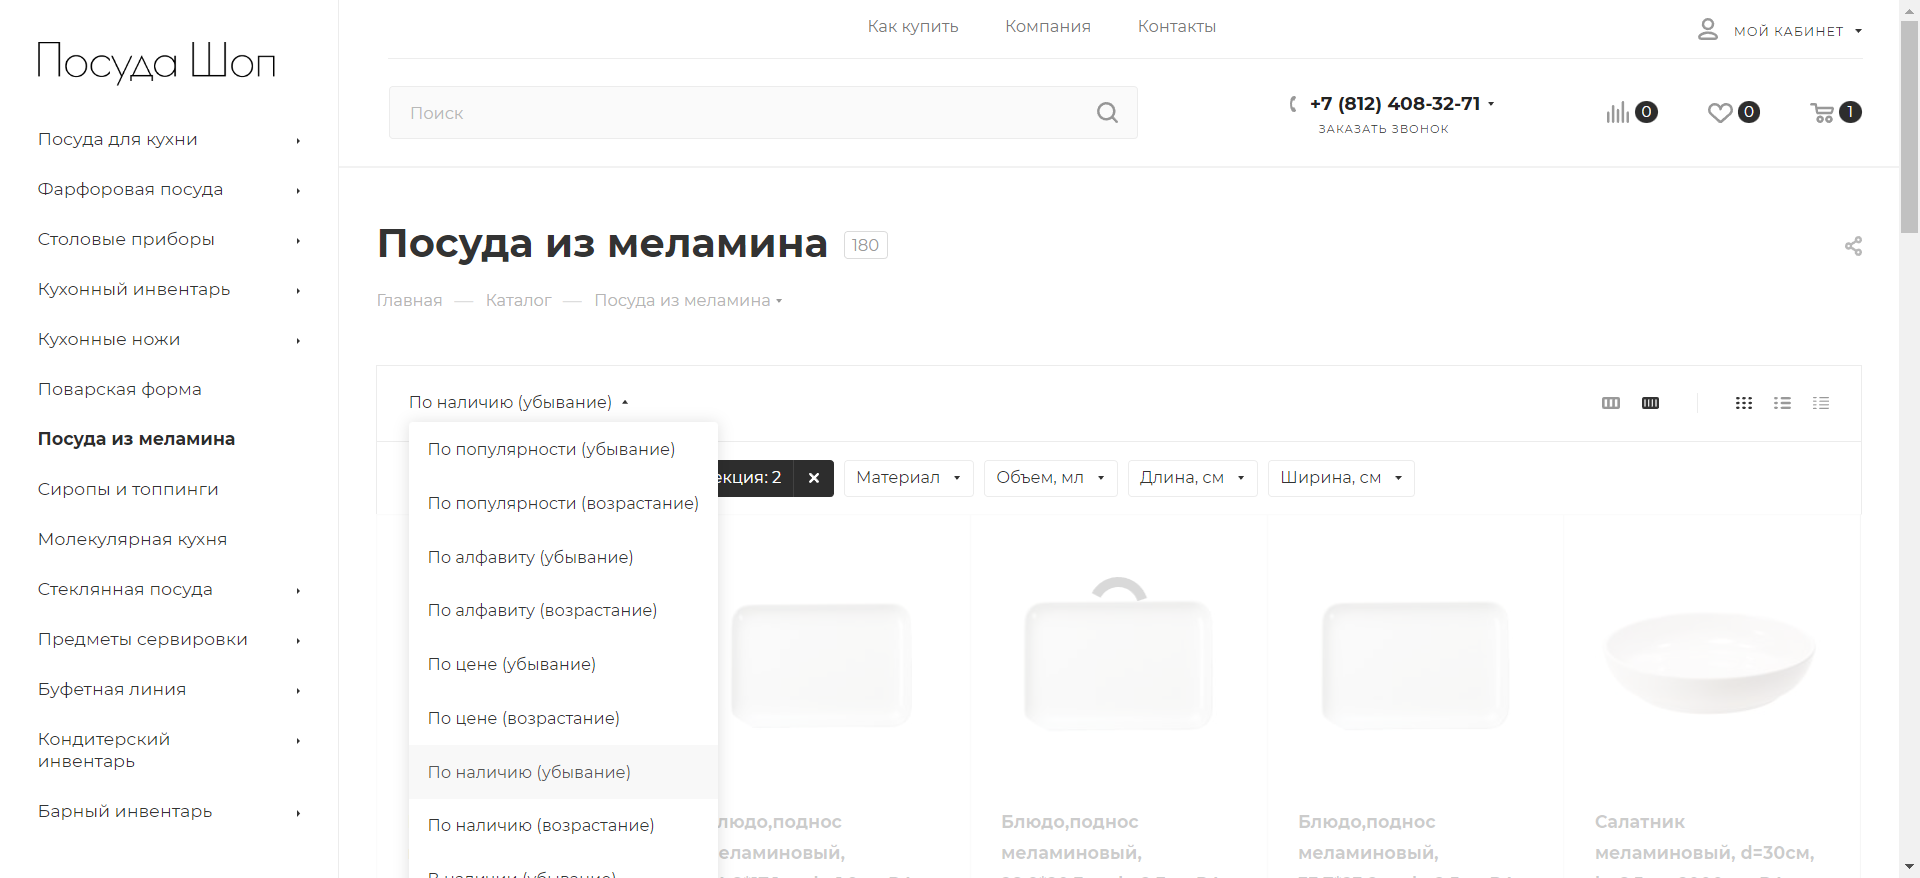 Посуда Шоп
Посуда для кухни
Фарфоровая посуда
Столовые приборы
Кухонный инвентарь
Кухонные ножи
Поварская форма
Посуда из меламина
Сиропы и топпинги
Молекулярная кухня
Стеклянная посуда
Предметы сервировки
Буфетная линия
Кондитерский
инвентарь
Барный инвентарь
Как купить
Компания
Контакты
МОЙ КАБИНЕТ
Поиск
+7 (812) 408-32-71
ЗАКАЗАТЬ ЗВОНОК
0
0
1
Посуда из меламина 180
Главная — Каталог — Посуда из меламина
По наличию (убывание)
По популярности (убывание)
По популярности (возрастание)
По алфавиту (убывание)
По алфавиту (возрастание)
По цене (убывание)
По цене (возрастание)
По наличию (убывание)
По наличию (возрастание)
екция: 2
Материал
Объем, мл
Длина, см
Ширина, см
людо,поднос
еламиновый,
Блюдо,поднос
меламиновый,
Блюдо,поднос
меламиновый,
Салатник
меламиновый, d=30см,